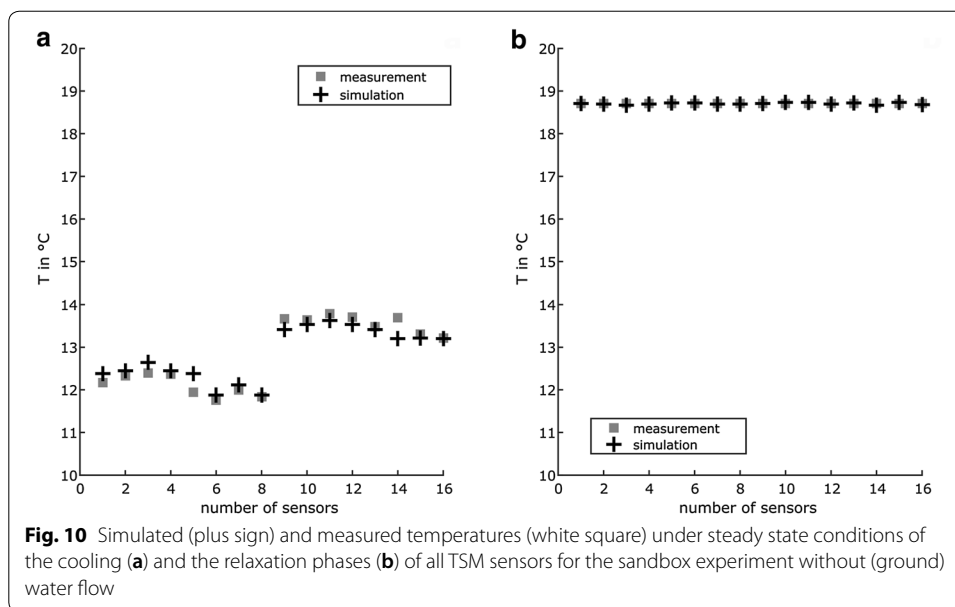 a
20
19
18
17
16
15
14
13
12
11
10
T in °C
measurement
simulation
0 2 4 6 8 10 12 14 16
number of sensors
b
20
19
18
17
16
15
14
13
12
11
10
T in °C
measurement
simulation
0 2 4 6 8 10 12 14 16
number of sensors
Fig. 10 Simulated (plus sign) and measured temperatures (white square) under steady state conditions of
the cooling (a) and the relaxation phases (b) of all TSM sensors for the sandbox experiment without (ground)
water flow